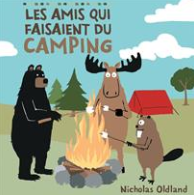 LES AMIS QUI
FAISAIENT DU
CAMPING
Nicholas Oldland